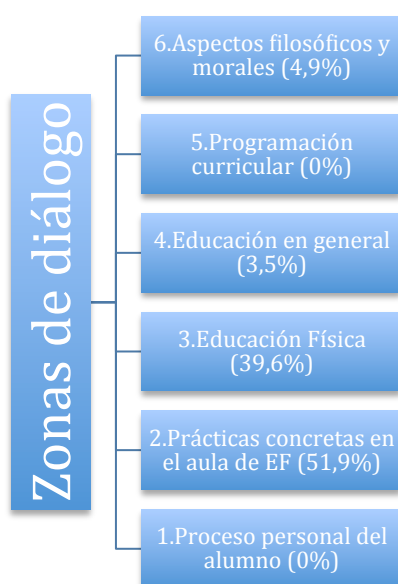 Zonas de diálogo
6.Aspectos filosóficos y
morales (4,9%)
5.Programación
curricular (0%)
4.Educación en general
(3,5%)
3.Educación Física
(39,6%)
2.Prácticas concretas en
el aula de EF (51,9%)
1.Proceso personal del
alumno (0%)